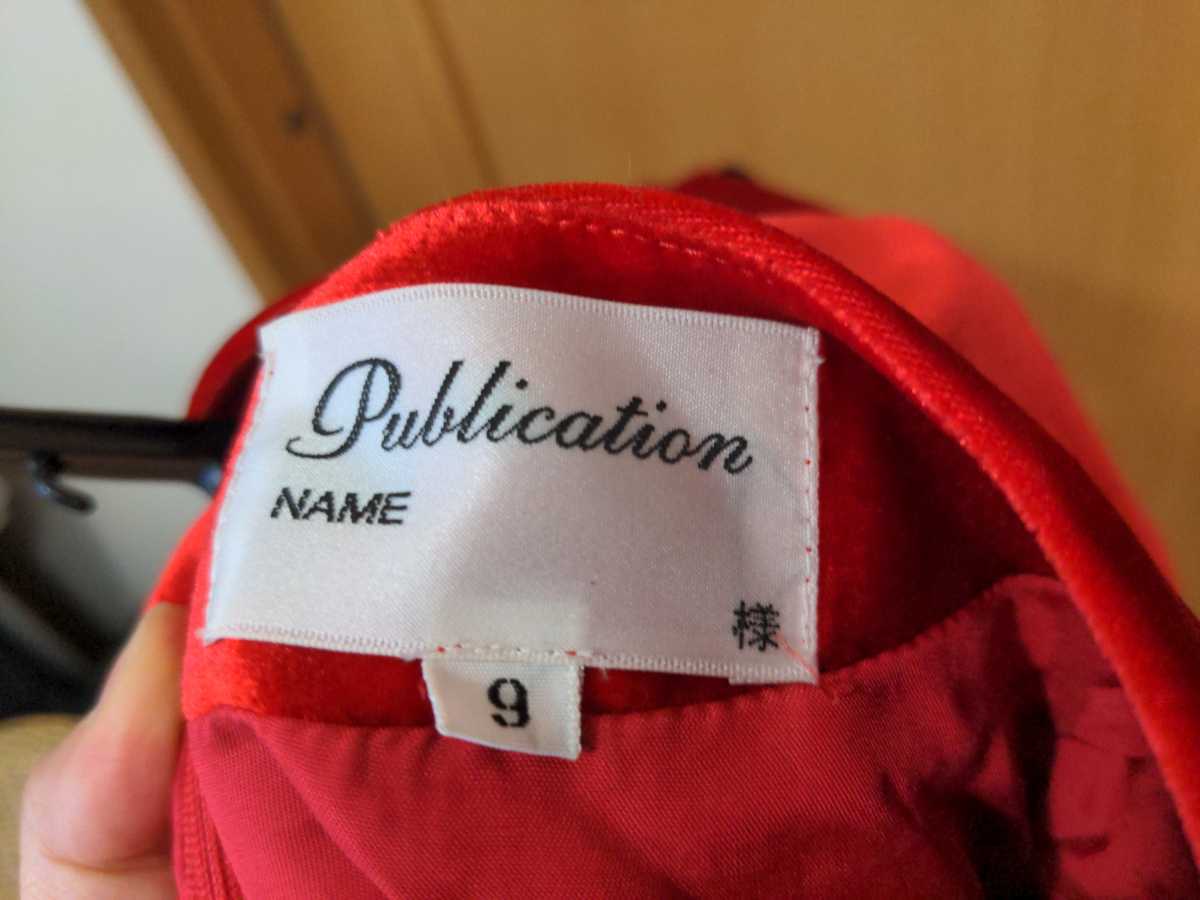 Publication
NAME
様
9